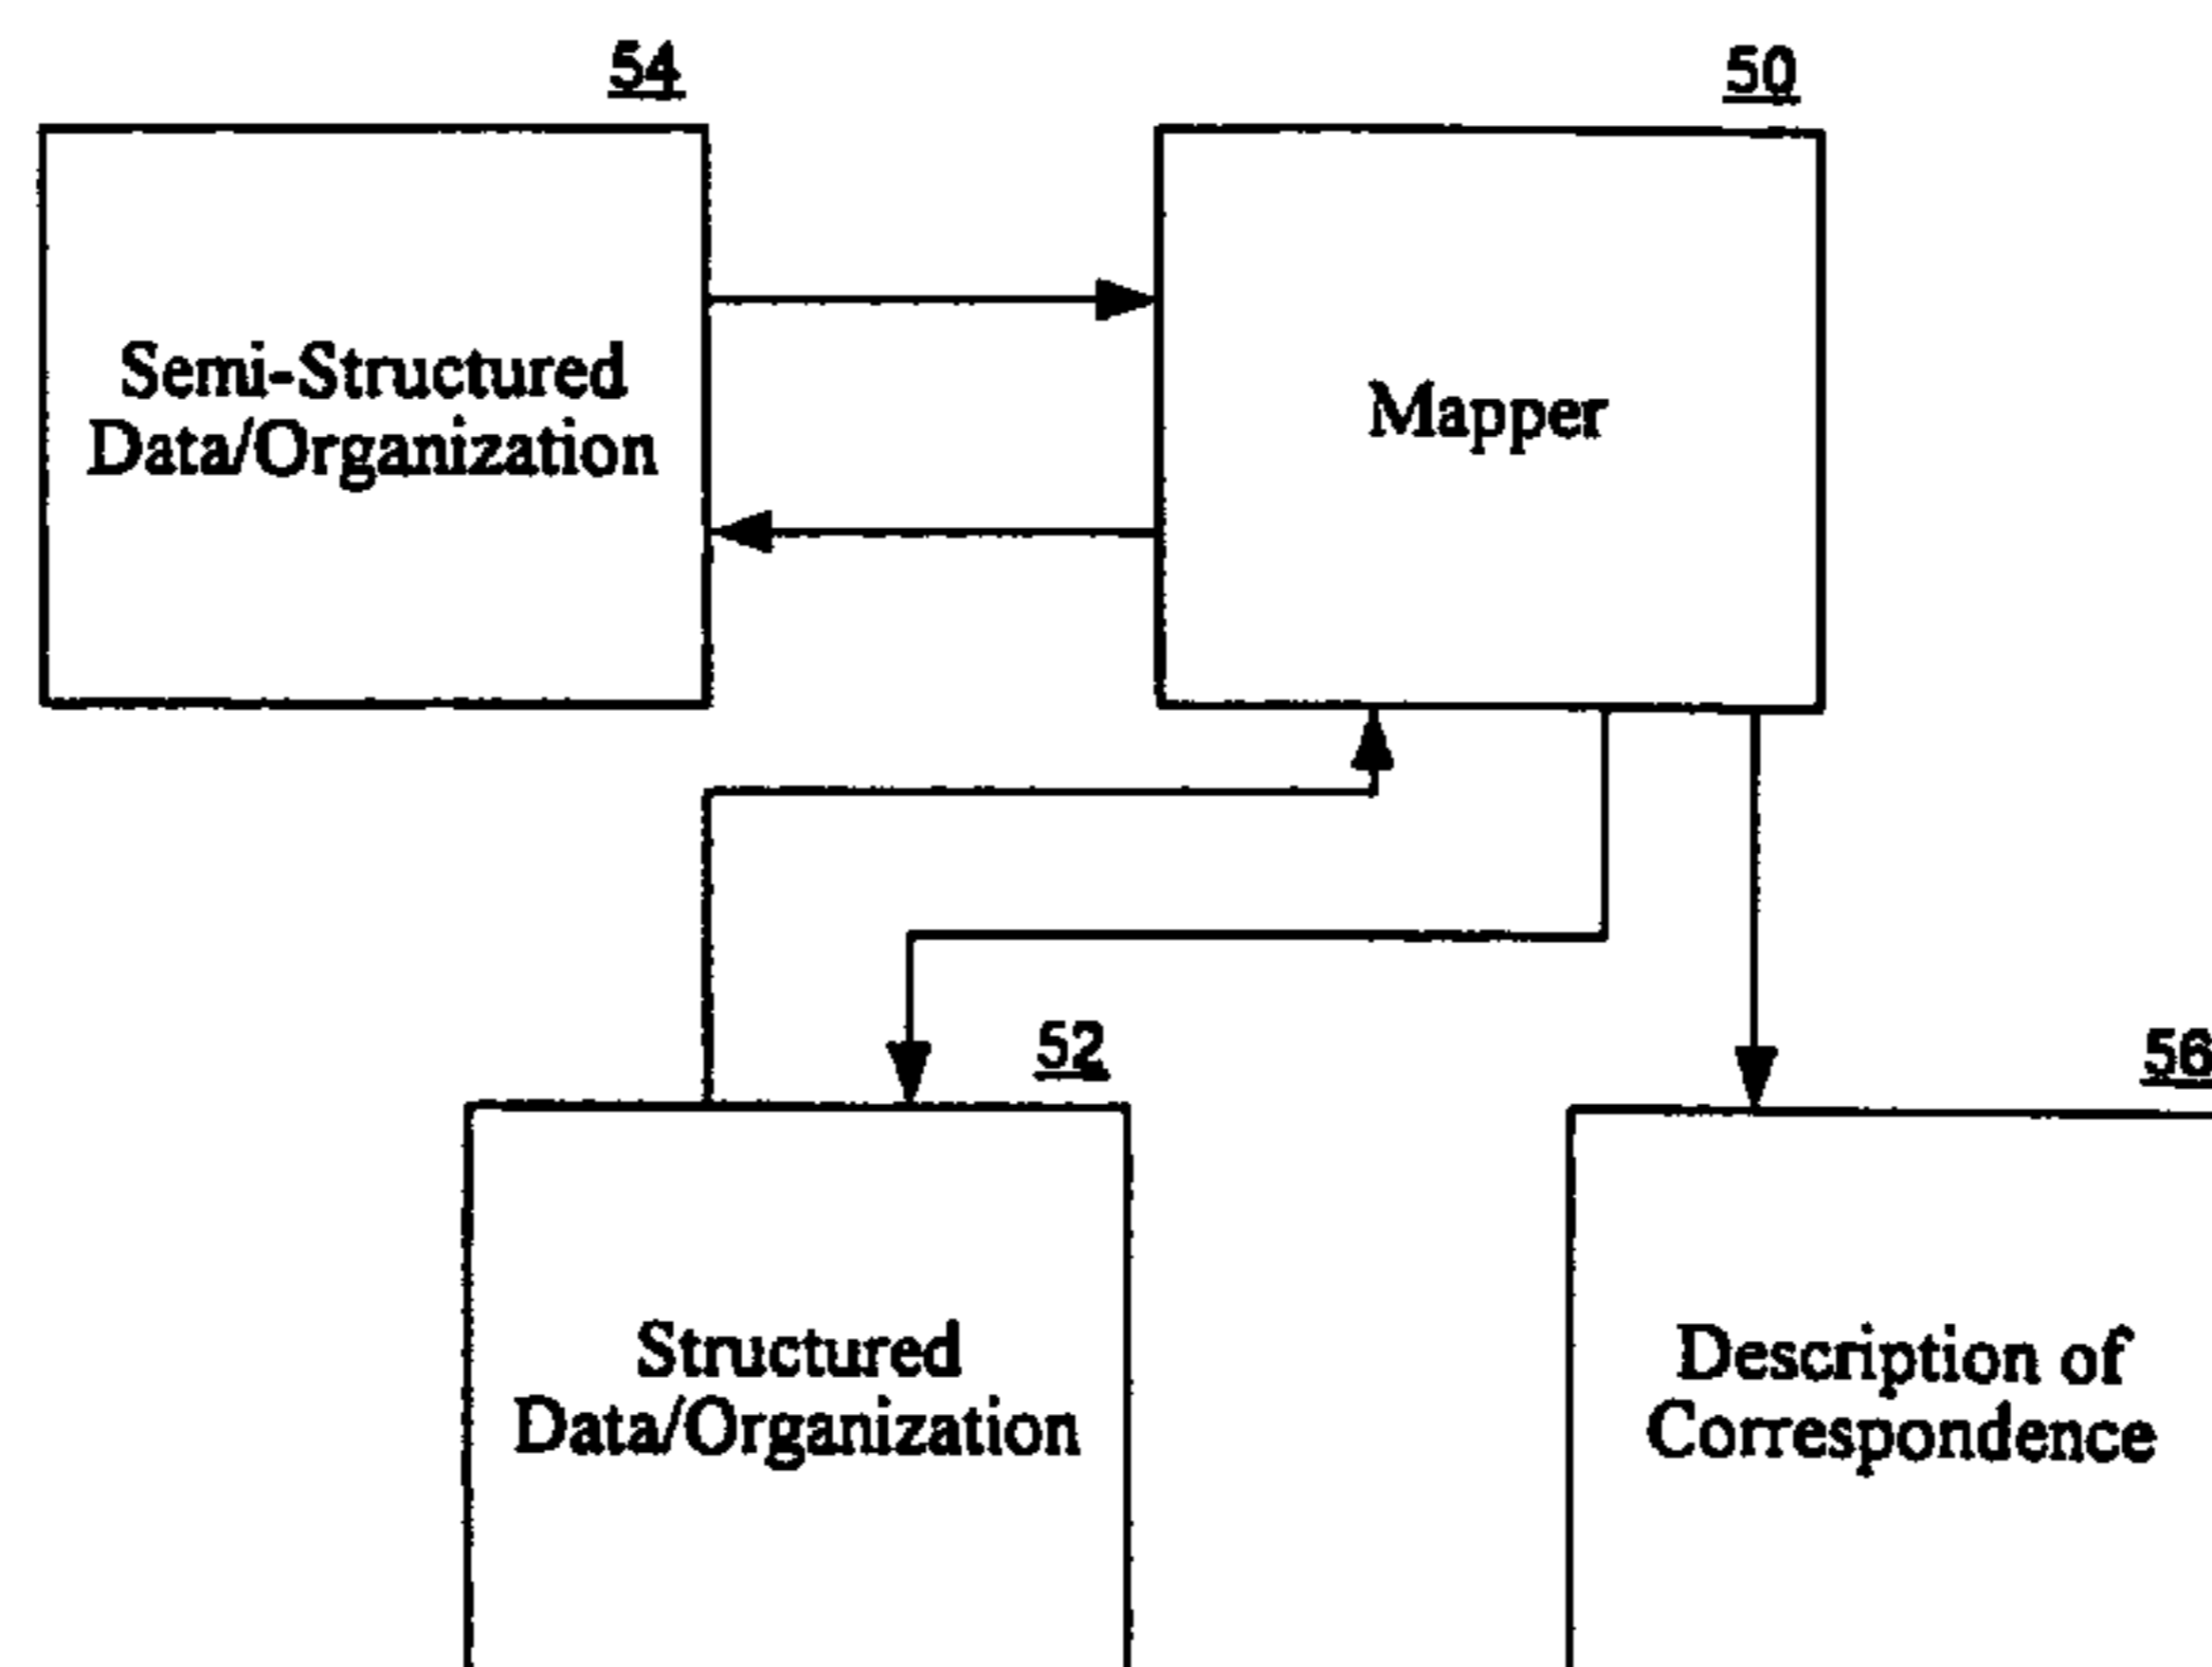 54
50
Semi-Structured
Data/Organization
Mapper
52
56
Structured
Data/Organization
Description of
Correspondence